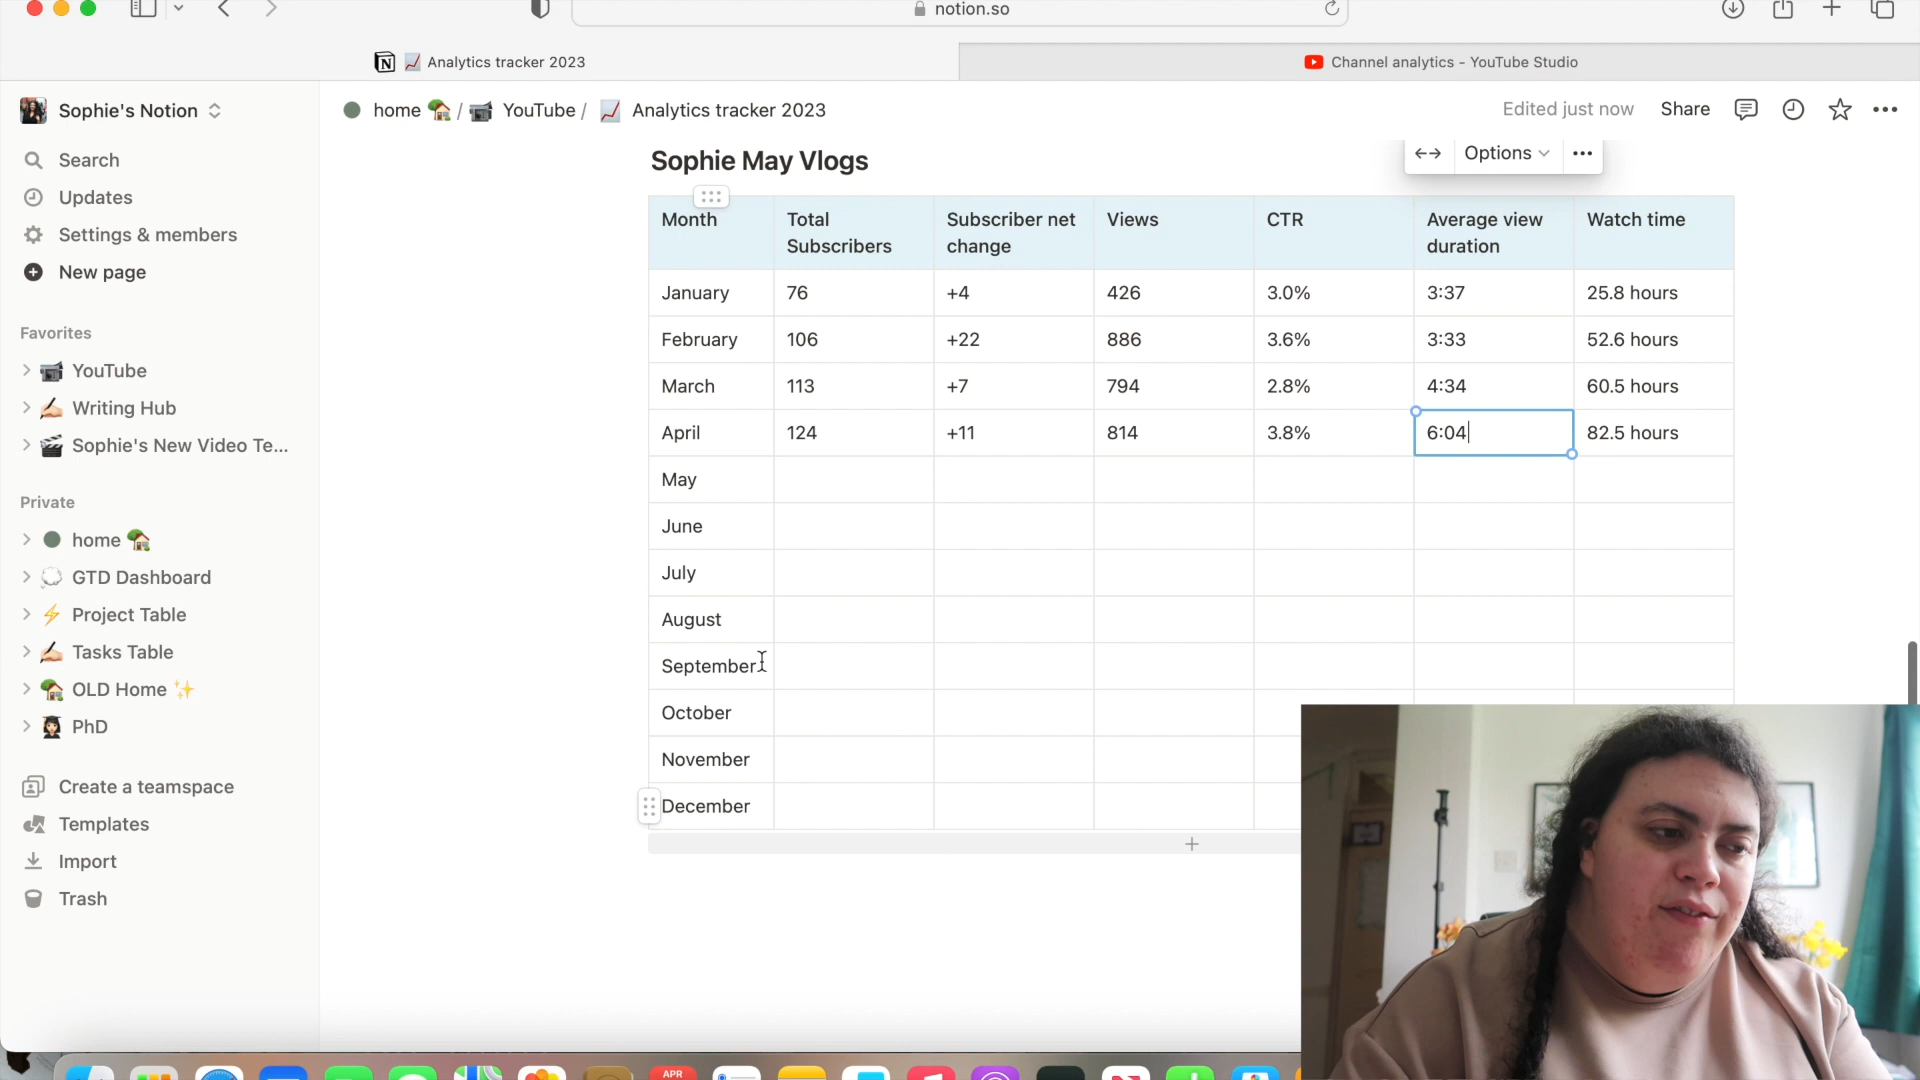 notion.so
Analytics tracker 2023
Channel analytics - YouTube Studio
Sophie's Notion
home / YouTube / Analytics tracker 2023
Edited just now
Share
Search
Updates
Settings & members
New page
Favorites
YouTube
Writing Hub
Sophie's New Video Te...
Private
home
GTD Dashboard
Project Table
Tasks Table
OLD Home
PhD
Create a teamspace
Templates
Import
Trash
Sophie May Vlogs
Options
Month Total Subscribers Subscriber net change Views CTR Average view duration Watch time
January 76 +4 426 3.0% 3:37 25.8 hours
February 106 +22 886 3.6% 3:33 52.6 hours
March 113 +7 794 2.8% 4:34 60.5 hours
April 124 +11 814 3.8% 6:04 82.5 hours
May
June
July
August
September
October
November
December
APR